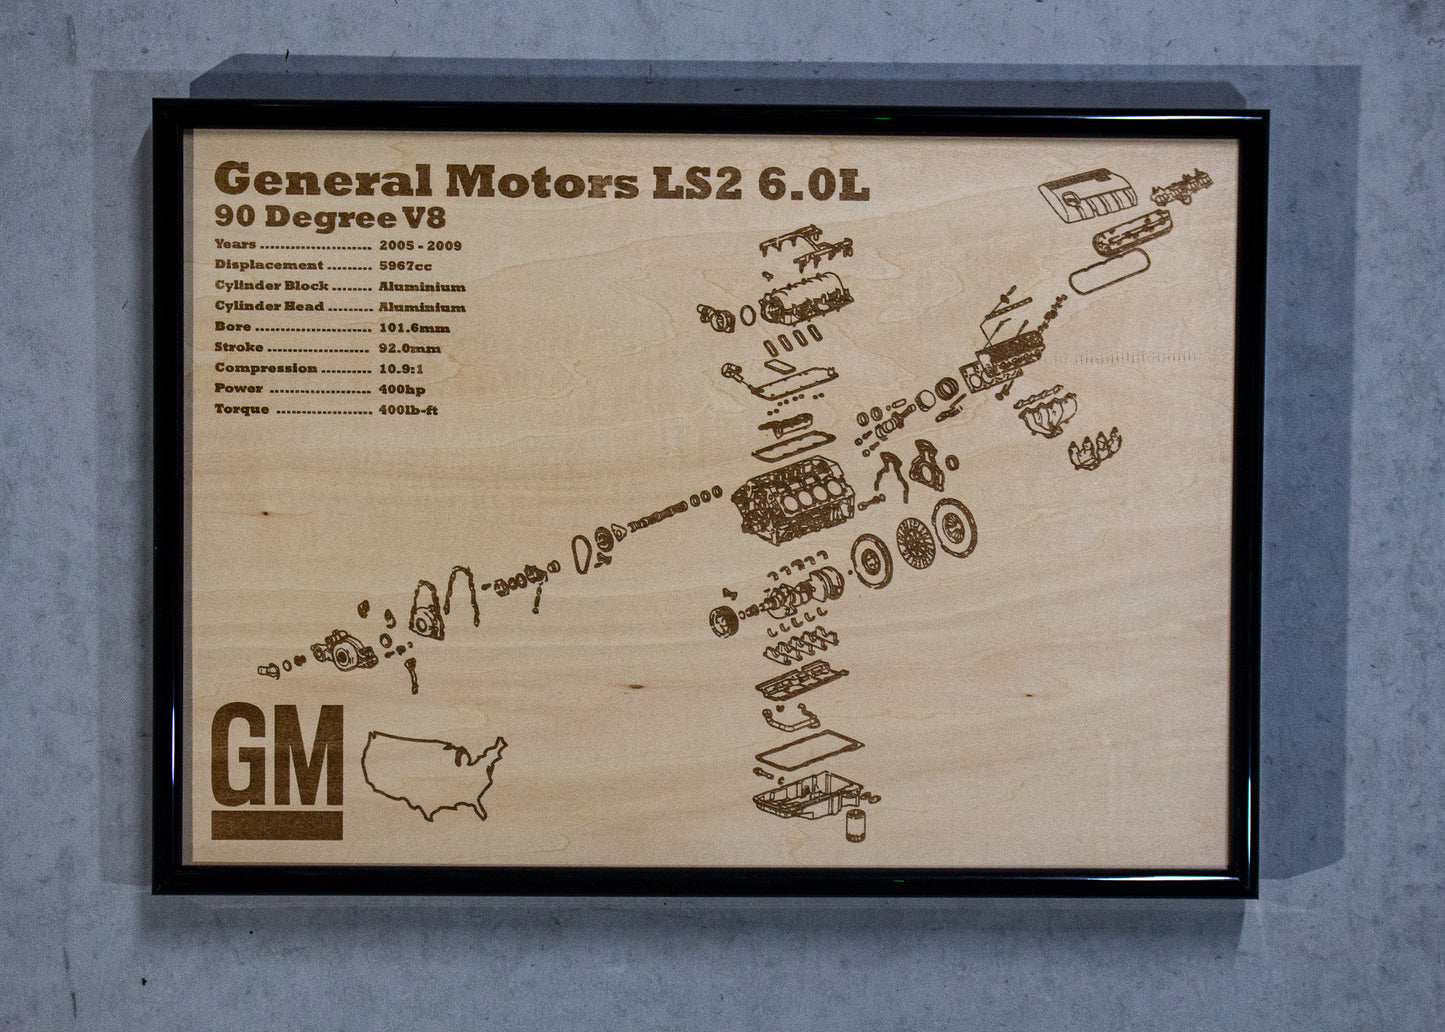 General Motors LS2 6.0L
90 Degree V8
Years ...................... 2005 - 2009
Displacement ......... 5967cc
Cylinder Block ........ Aluminium
Cylinder Head ......... Aluminium
Bore ........................ 101.6mm
Stroke ..................... 92.0mm
Compression .......... 10.9:1
Power ..................... 400hp
Torque ................... 400lb-ft
GM